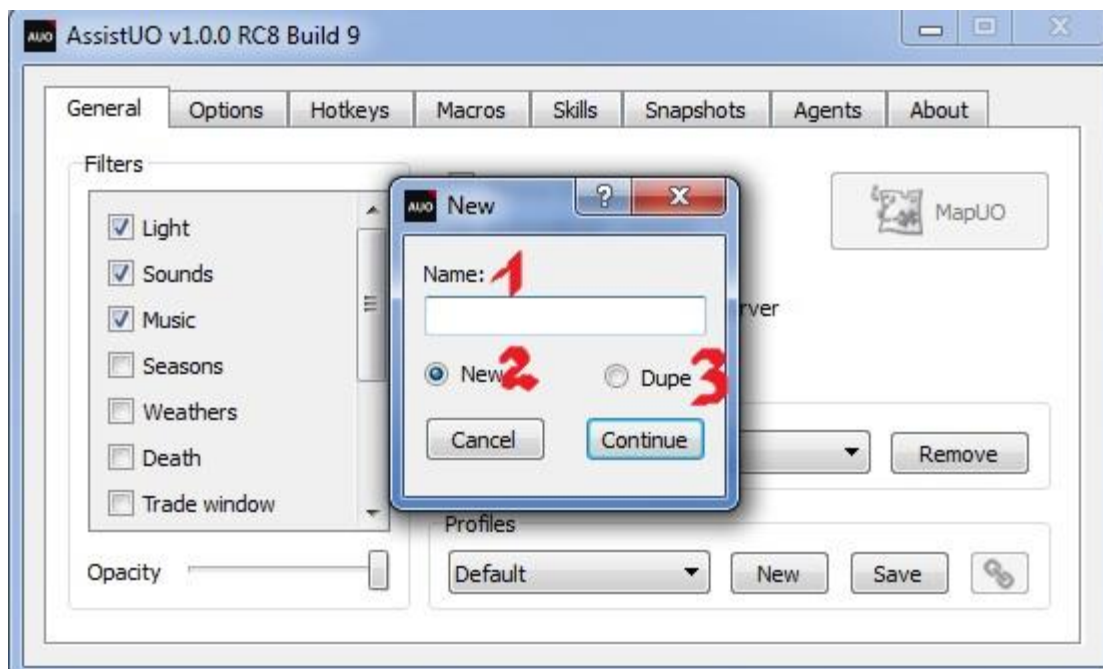 AUO AssistUO v1.0.0 RC8 Build 9
General Options Hotkeys Macros Skills Snapshots Agents About
Filters
Light
Sounds
Music
Seasons
Weathers
Death
Trade window
Opacity
AUO New ? X
Name: 1
New 2
Dupe 3
Cancel Continue
MapUO
rver
Remove
Profiles
Default New Save